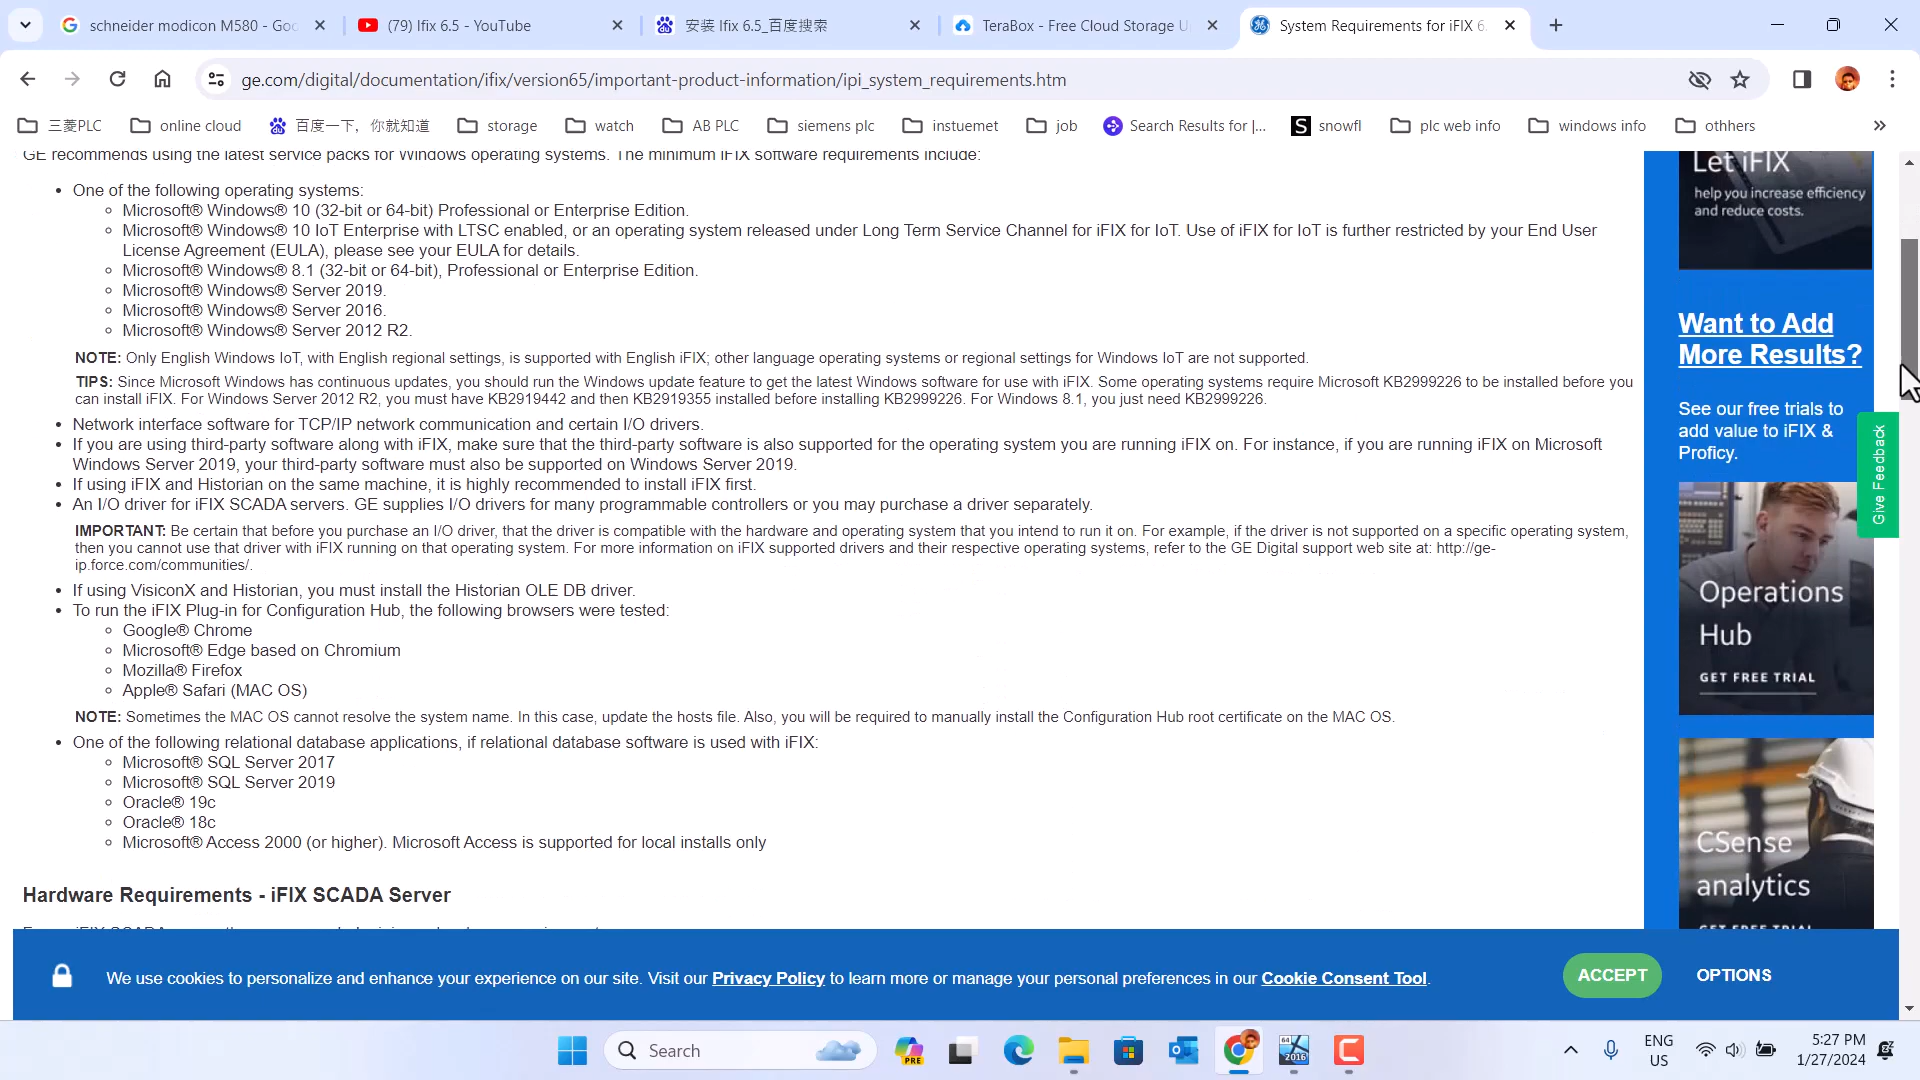 schneider modicon M580 - Goo
(79) Ifix 6.5 - YouTube
安装 Ifix 6.5_百度搜索
TeraBox - Free Cloud Storage U
System Requirements for iFIX 6.
ge.com/digital/documentation/ifix/version65/important-product-information/ipi_system_requirements.htm
三菱PLC
online cloud
百度一下，你就知道
storage
watch
AB PLC
siemens plc
instuemet
job
Search Results for |...
snowfl
plc web info
windows info
othhers
GE recommends using the latest service packs for Windows operating systems. The minimum iFIX software requirements include:
• One of the following operating systems:
◦ Microsoft® Windows® 10 (32-bit or 64-bit) Professional or Enterprise Edition.
◦ Microsoft® Windows® 10 IoT Enterprise with LTSC enabled, or an operating system released under Long Term Service Channel for iFIX for IoT. Use of iFIX for IoT is further restricted by your End User
License Agreement (EULA), please see your EULA for details.
◦ Microsoft® Windows® 8.1 (32-bit or 64-bit), Professional or Enterprise Edition.
◦ Microsoft® Windows® Server 2019.
◦ Microsoft® Windows® Server 2016.
◦ Microsoft® Windows® Server 2012 R2.
NOTE: Only English Windows IoT, with English regional settings, is supported with English iFIX; other language operating systems or regional settings for Windows IoT are not supported.
TIPS: Since Microsoft Windows has continuous updates, you should run the Windows update feature to get the latest Windows software for use with iFIX. Some operating systems require Microsoft KB2999226 to be installed before you
can install iFIX. For Windows Server 2012 R2, you must have KB2919442 and then KB2919355 installed before installing KB2999226. For Windows 8.1, you just need KB2999226.
• Network interface software for TCP/IP network communication and certain I/O drivers.
• If you are using third-party software along with iFIX, make sure that the third-party software is also supported for the operating system you are running iFIX on. For instance, if you are running iFIX on Microsoft
Windows Server 2019, your third-party software must also be supported on Windows Server 2019.
• If using iFIX and Historian on the same machine, it is highly recommended to install iFIX first.
• An I/O driver for iFIX SCADA servers. GE supplies I/O drivers for many programmable controllers or you may purchase a driver separately.
IMPORTANT: Be certain that before you purchase an I/O driver, that the driver is compatible with the hardware and operating system that you intend to run it on. For example, if the driver is not supported on a specific operating system,
then you cannot use that driver with iFIX running on that operating system. For more information on iFIX supported drivers and their respective operating systems, refer to the GE Digital support web site at: http://ge-
ip.force.com/communities/.
• If using VisiconX and Historian, you must install the Historian OLE DB driver.
• To run the iFIX Plug-in for Configuration Hub, the following browsers were tested:
◦ Google® Chrome
◦ Microsoft® Edge based on Chromium
◦ Mozilla® Firefox
◦ Apple® Safari (MAC OS)
NOTE: Sometimes the MAC OS cannot resolve the system name. In this case, update the hosts file. Also, you will be required to manually install the Configuration Hub root certificate on the MAC OS.
• One of the following relational database applications, if relational database software is used with iFIX:
◦ Microsoft® SQL Server 2017
◦ Microsoft® SQL Server 2019
◦ Oracle® 19c
◦ Oracle® 18c
◦ Microsoft® Access 2000 (or higher). Microsoft Access is supported for local installs only
Hardware Requirements - iFIX SCADA Server
Let iFIX
help you increase efficiency
and reduce costs.
Want to Add
More Results?
See our free trials to
add value to iFIX &
Proficy.
Give Feedback
Operations
Hub
GET FREE TRIAL
CSense
analytics
GET FREE TRIAL
We use cookies to personalize and enhance your experience on our site. Visit our Privacy Policy to learn more or manage your personal preferences in our Cookie Consent Tool.
ACCEPT
OPTIONS
Search
PRE
64
2016
ENG
US
5:27 PM
1/27/2024